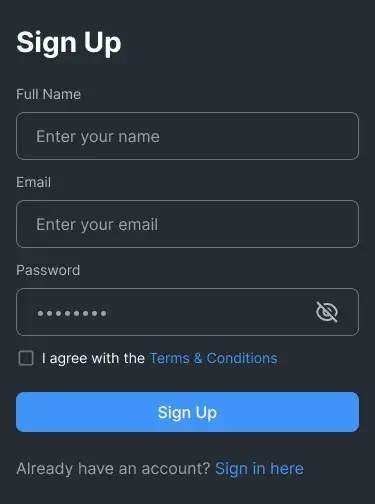 Sign Up
Full Name
Enter your name
Email
Enter your email
Password
••••••••
I agree with the Terms & Conditions
Sign Up
Already have an account? Sign in here